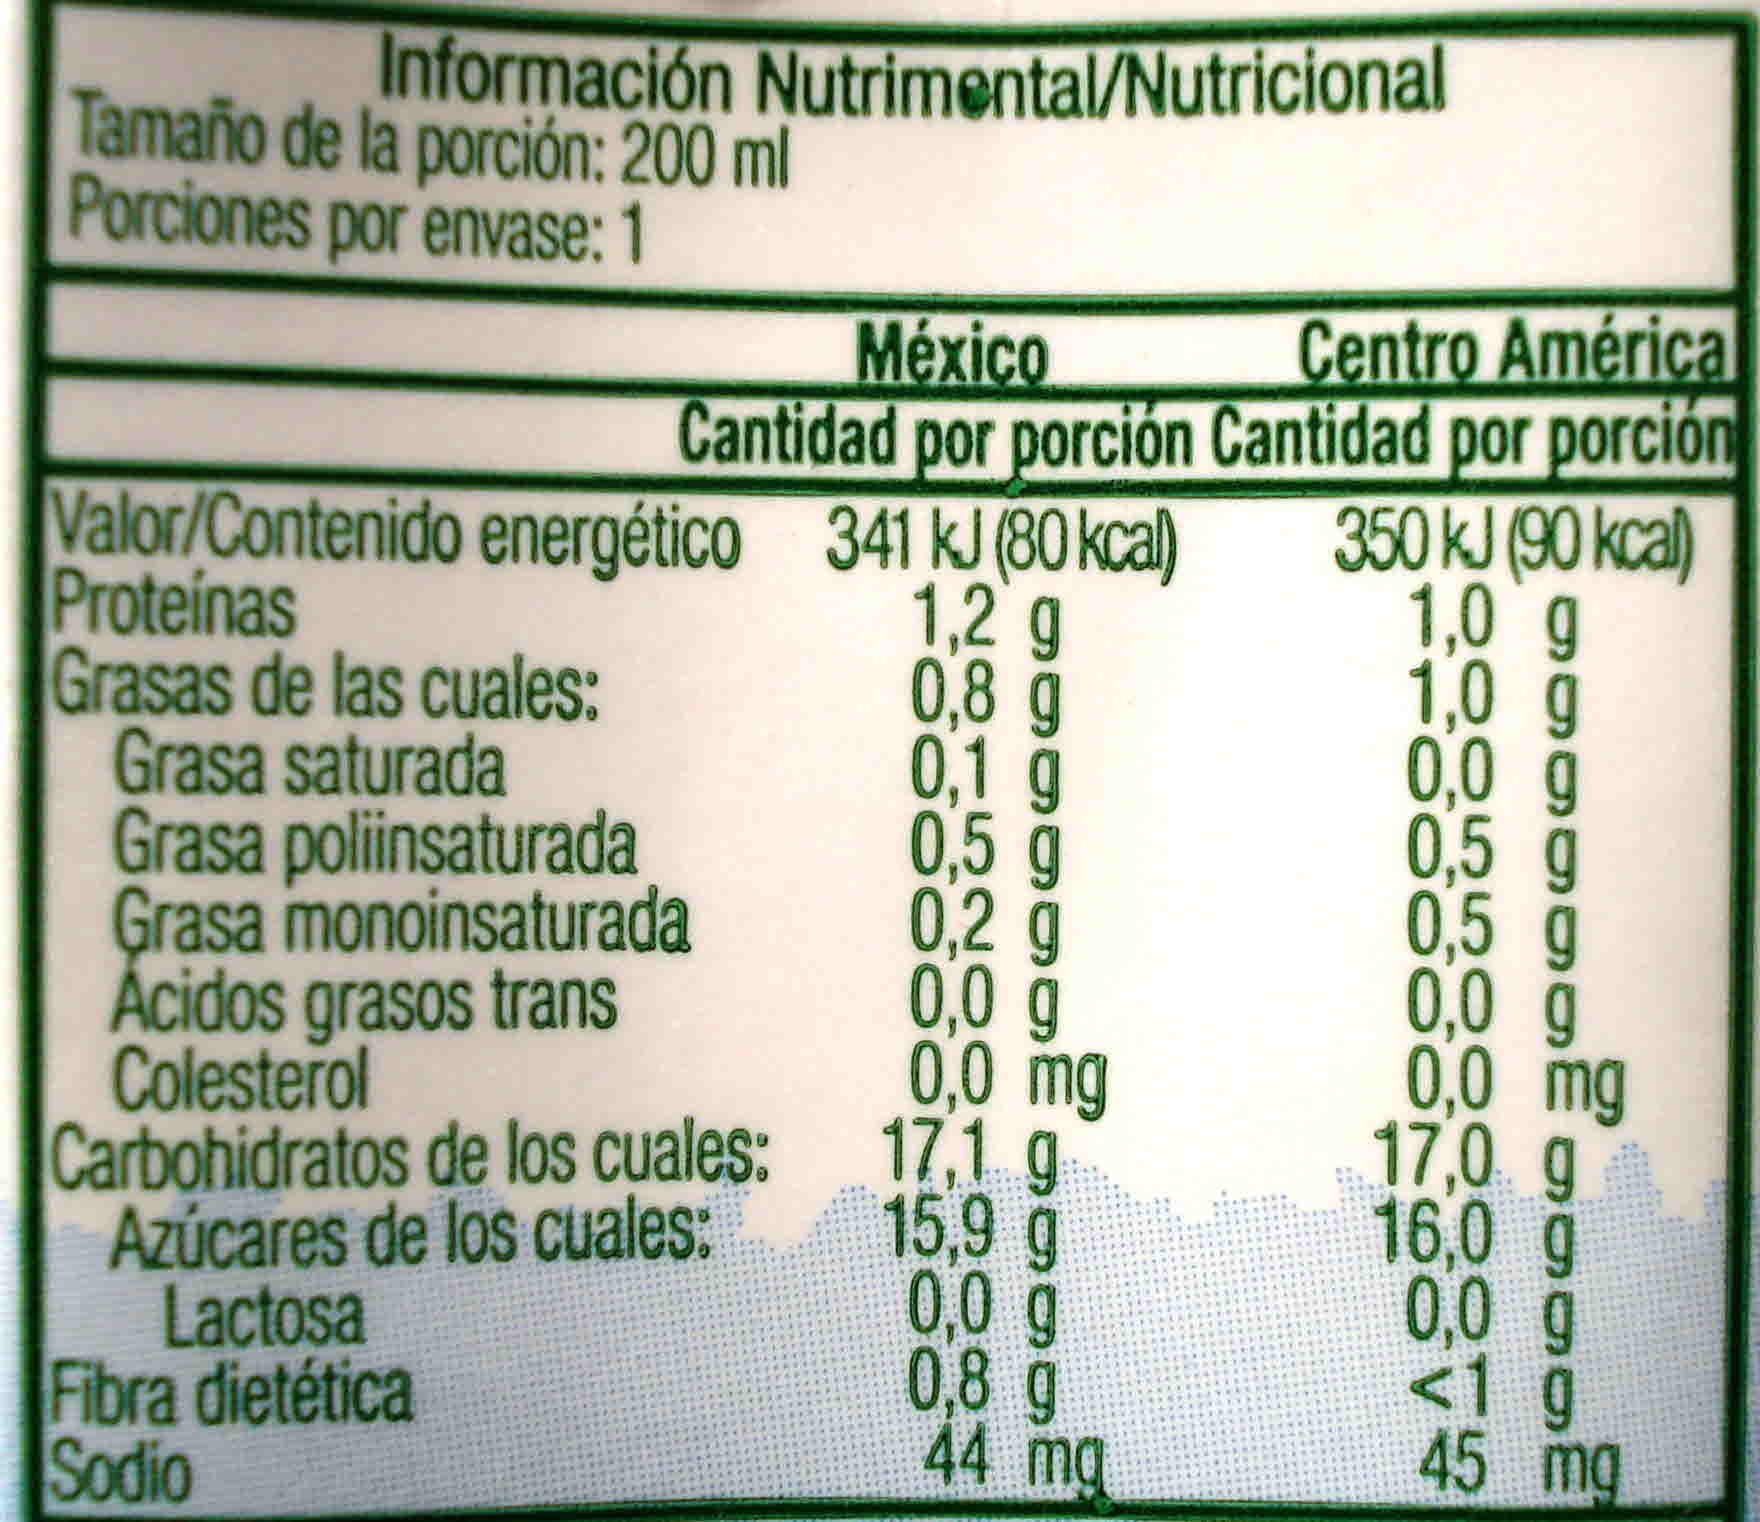 Información Nutrimental/Nutricional
Tamaño de la porción: 200 ml
Porciones por envase: 1
México Centro América
Cantidad por porción Cantidad por porción
Valor/Contenido energético 341 kJ (80 kcal) 350 kJ (90 kcal)
Proteínas 1,2 g 1,0 g
Grasas de las cuales: 0,8 g 1,0 g
Grasa saturada 0,1 g 0,0 g
Grasa poliinsaturada 0,5 g 0,5 g
Grasa monoinsaturada 0,2 g 0,5 g
Ácidos grasos trans 0,0 g 0,0 g
Colesterol 0,0 mg 0,0 mg
Carbohidratos de los cuales: 17,1 g 17,0 g
Azúcares de los cuales: 15,9 g 16,0 g
Lactosa 0,0 g 0,0 g
Fibra dietética 0,8 g <1 g
Sodio 44 mg 45 mg